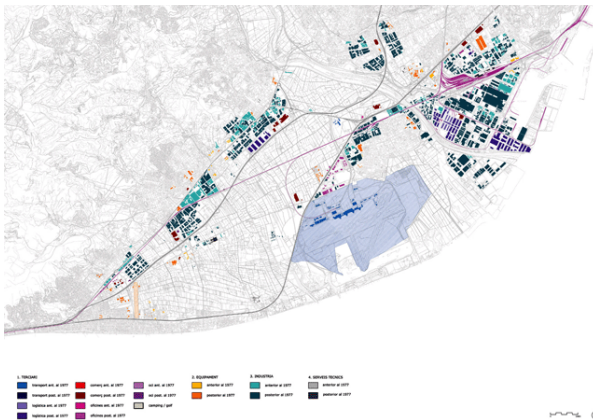 1. TERCIARI
transport ant. al 1977
transport post. al 1977
logistica ant. al 1977
logistica post. al 1977
comerç ant. al 1977
comerç post. al 1977
oficines ant. al 1977
oficines post. al 1977
oci ant. al 1977
oci post. al 1977
camping / golf
2. EQUIPAMENT
anterior al 1977
posterior al 1977
3. INDUSTRIA
anterior al 1977
posterior al 1977
4. SERVEIS TECNICS
anterior al 1977
posterior al 1977